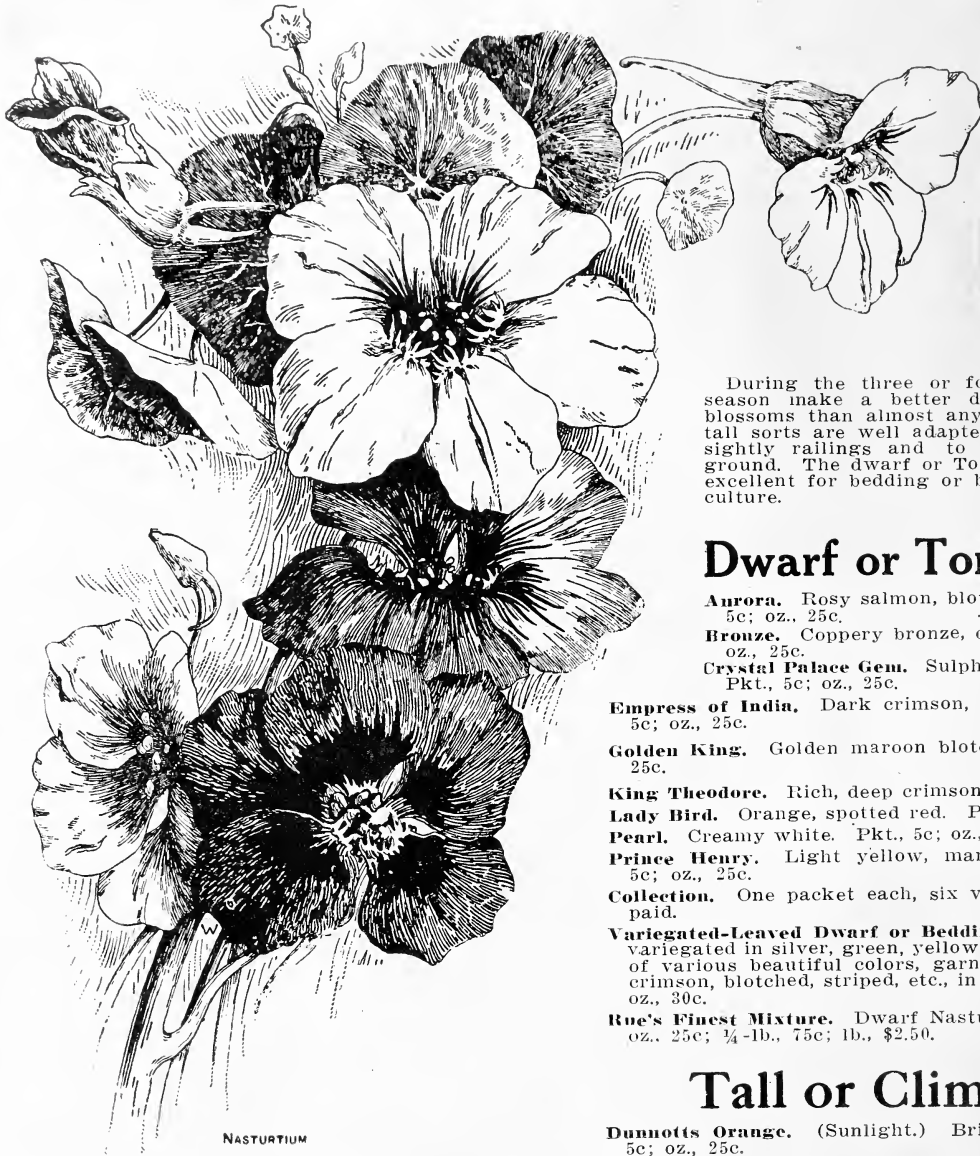 During the three or fo
season make a better d
blossoms than almost any
tall sorts are well adapte
sightly railings and to
ground. The dwarf or To
excellent for bedding or b
culture.
Dwarf or Tor
Aurora. Rosy salmon, blot
5c; oz., 25c.
Bronze. Coppery bronze, c
oz., 25c.
Crystal Palace Gem. Sulph
Pkt., 5c; oz., 25c.
Empress of India. Dark crimson,
5c; oz., 25c.
Golden King. Golden maroon blotc
25c.
King Theodore. Rich, deep crimson
Lady Bird. Orange, spotted red. P
Pearl. Creamy white. Pkt., 5c; oz.,
Prince Henry. Light yellow, mar
5c; oz., 25c.
Collection. One packet each, six v
paid.
Variegated-Leaved Dwarf or Beddi
variegated in silver, green, yellow
of various beautiful colors, garn
crimson, blotched, striped, etc., in
oz., 30c.
Rue's Finest Mixture. Dwarf Nastu
oz.. 25c; ¼-lb., 75c; lb., $2.50.
Tall or Clim
Dunnotts Orange. (Sunlight.) Bri
5c; oz., 25c.
W
NASTURTIUM